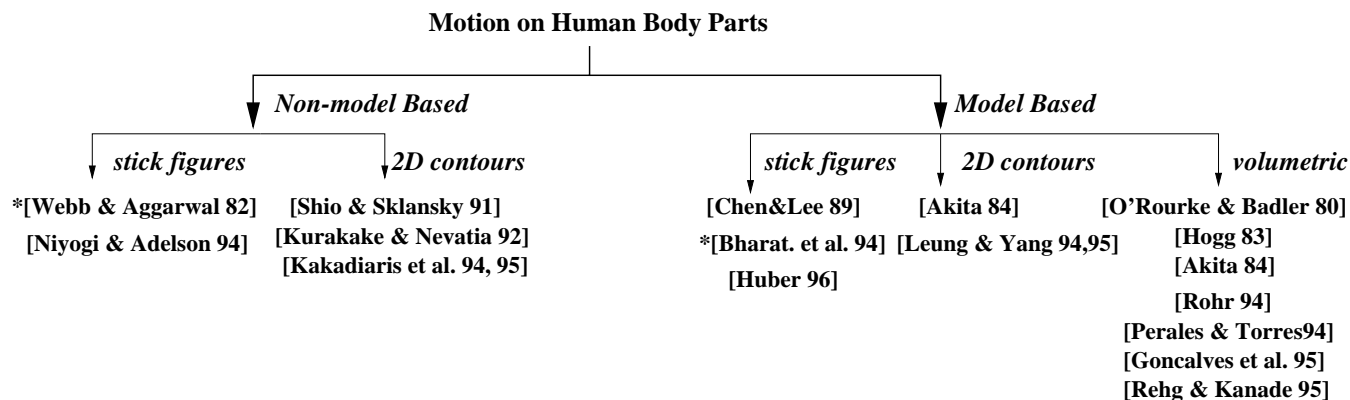 Motion on Human Body Parts
Non-model Based
Model Based
stick figures
2D contours
stick figures
2D contours
volumetric
*[Webb & Aggarwal 82]
[Niyogi & Adelson 94]
[Shio & Sklansky 91]
[Kurakake & Nevatia 92]
[Kakadiaris et al. 94, 95]
[Chen&Lee 89]
*[Bharat. et al. 94]
[Huber 96]
[Akita 84]
[Leung & Yang 94,95]
[O'Rourke & Badler 80]
[Hogg 83]
[Akita 84]
[Rohr 94]
[Perales & Torres94]
[Goncalves et al. 95]
[Rehg & Kanade 95]